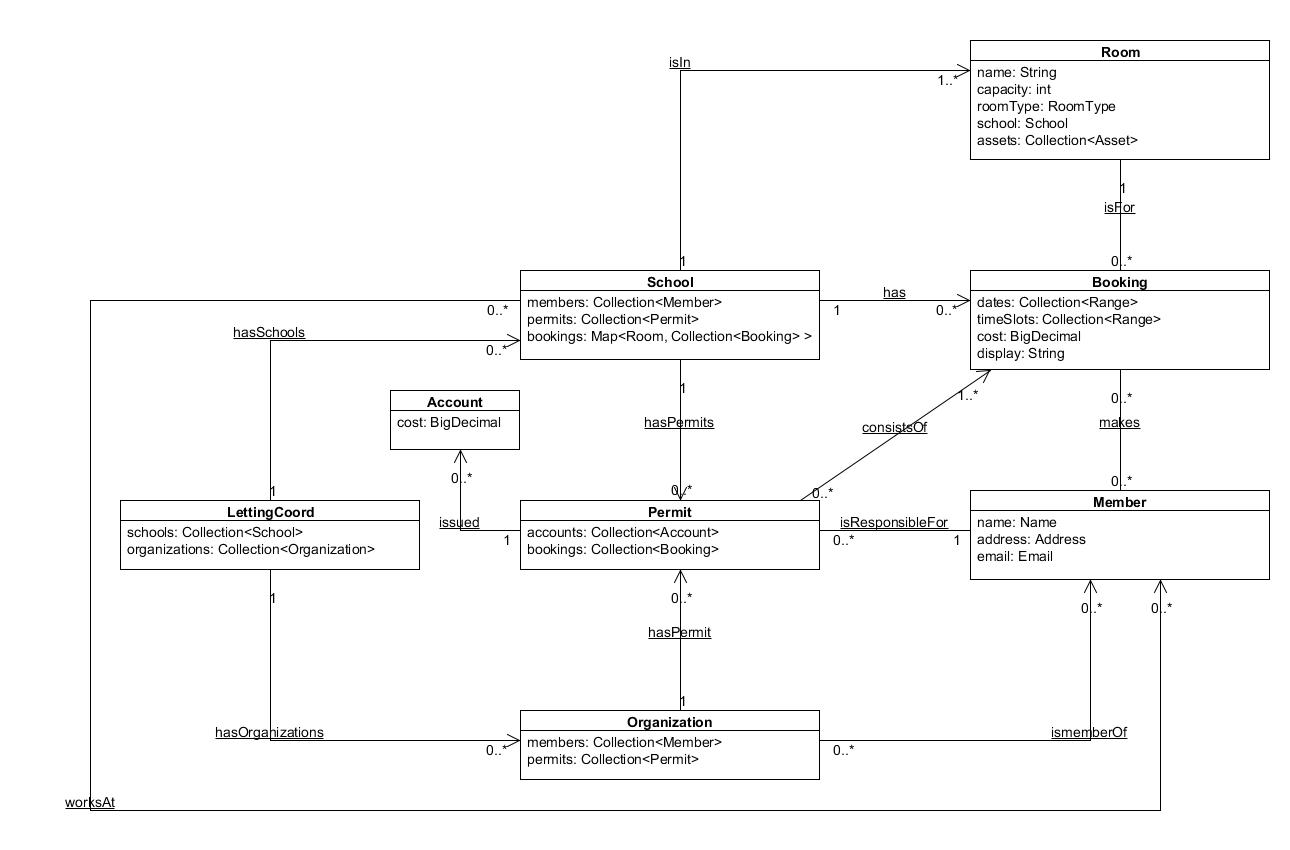 Room
name: String
capacity: int
roomType: RoomType
school: School
assets: Collection<Asset>
isIn
1..*
1
isFor
1
0..*
School
members: Collection<Member>
permits: Collection<Permit>
bookings: Map<Room, Collection<Booking> >
has
1
0..*
Booking
dates: Collection<Range>
timeSlots: Collection<Range>
cost: BigDecimal
display: String
0..*
hasSchools
0..*
1
Account
cost: BigDecimal
0..*
issued
1
1
hasPermits
0..*
1..*
consistsOf
0..*
0..*
makes
0..*
LettingCoord
schools: Collection<School>
organizations: Collection<Organization>
Permit
accounts: Collection<Account>
bookings: Collection<Booking>
isResponsibleFor
0..*
1
Member
name: Name
address: Address
email: Email
1
0..*
hasPermit
1
0..*
0..*
hasOrganizations
0..*
Organization
members: Collection<Member>
permits: Collection<Permit>
0..*
ismemberOf
worksAt